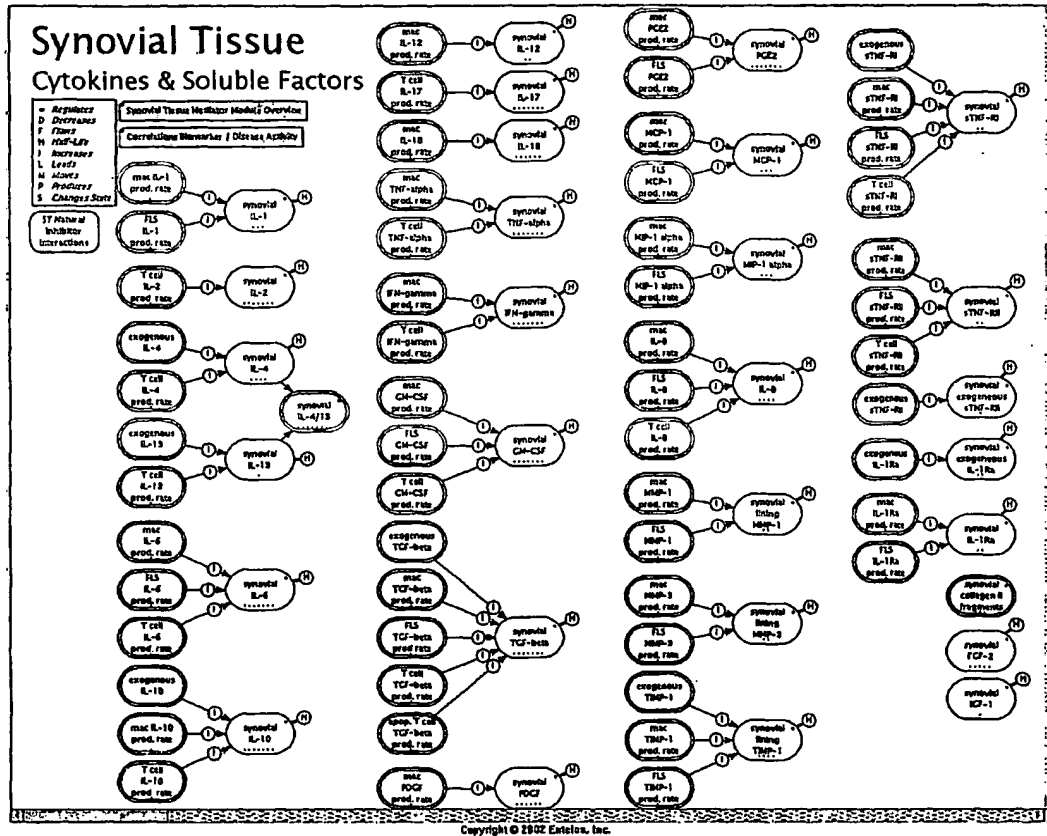 Synovial Tissue
Cytokines & Soluble Factors
Regulates
D Decreases
F Flows
H Half-Life
I Increases
L Leads
M Moves
P Produces
S Changes State
Synovial Tissue Mediator Module Overview
Correlations Biomarker / Disease Activity
ST Natural
Inhibitor
Interactions
mac IL-1
prod. rate
I
FLS
IL-1
prod. rate
I
synovial
IL-1
H
T cell
IL-2
prod. rate
I
synovial
IL-2
H
exogenous
IL-4
I
T cell
IL-4
prod. rate
I
synovial
IL-4
H
synovial
IL-4/13
exogenous
IL-13
I
T cell
IL-13
prod. rate
I
synovial
IL-13
H
mac
IL-6
prod. rate
I
FLS
IL-6
prod. rate
I
T cell
IL-6
prod. rate
I
synovial
IL-6
H
exogenous
IL-10
I
mac IL-10
prod. rate
I
T cell
IL-10
prod. rate
I
synovial
IL-10
H
mac
IL-12
prod. rate
I
synovial
IL-12
H
T cell
IL-17
prod. rate
I
synovial
IL-17
H
mac
IL-18
prod. rate
I
synovial
IL-18
H
mac
TNF-alpha
prod. rate
I
T cell
TNF-alpha
prod. rate
I
synovial
TNF-alpha
H
mac
IFN-gamma
prod. rate
I
T cell
IFN-gamma
prod. rate
I
synovial
IFN-gamma
H
mac
GM-CSF
prod. rate
I
FLS
GM-CSF
prod. rate
I
T cell
GM-CSF
prod. rate
I
synovial
GM-CSF
H
exogenous
TGF-beta
I
mac
TGF-beta
prod. rate
I
FLS
TGF-beta
prod. rate
I
T cell
TGF-beta
prod. rate
I
apop. T cell
TGF-beta
prod. rate
I
synovial
TGF-beta
H
mac
PDGF
prod. rate
I
synovial
PDGF
H
mac
PGE2
prod. rate
I
FLS
PGE2
prod. rate
I
synovial
PGE2
H
mac
MCP-1
prod. rate
I
FLS
MCP-1
prod. rate
I
synovial
MCP-1
H
mac
MIP-1 alpha
prod. rate
I
FLS
MIP-1 alpha
prod. rate
I
synovial
MIP-1 alpha
H
mac
IL-8
prod. rate
I
FLS
IL-8
prod. rate
I
T cell
IL-8
prod. rate
I
synovial
IL-8
H
mac
MMP-1
prod. rate
I
FLS
MMP-1
prod. rate
I
synovial
lining
MMP-1
H
mac
MMP-3
prod. rate
I
FLS
MMP-3
prod. rate
I
synovial
lining
MMP-3
H
exogenous
TIMP-1
I
mac
TIMP-1
prod. rate
I
FLS
TIMP-1
prod. rate
I
synovial
lining
TIMP-1
H
exogenous
sTNF-RI
I
mac
sTNF-RI
prod. rate
I
FLS
sTNF-RI
prod. rate
I
T cell
sTNF-RI
prod. rate
I
synovial
sTNF-RI
H
mac
sTNF-RII
prod. rate
I
FLS
sTNF-RII
prod. rate
I
T cell
sTNF-RII
prod. rate
I
synovial
sTNF-RII
H
exogenous
sTNF-RII
I
synovial
exogenous
sTNF-RII
H
exogenous
IL-1Ra
I
synovial
exogeneous
IL-1Ra
H
mac
IL-1Ra
prod. rate
I
FLS
IL-1Ra
prod. rate
I
synovial
IL-1Ra
H
synovial
collagen II
fragments
synovial
FGF-2
H
synovial
IGF-1
H
Copyright © 2002 Entelos, Inc.